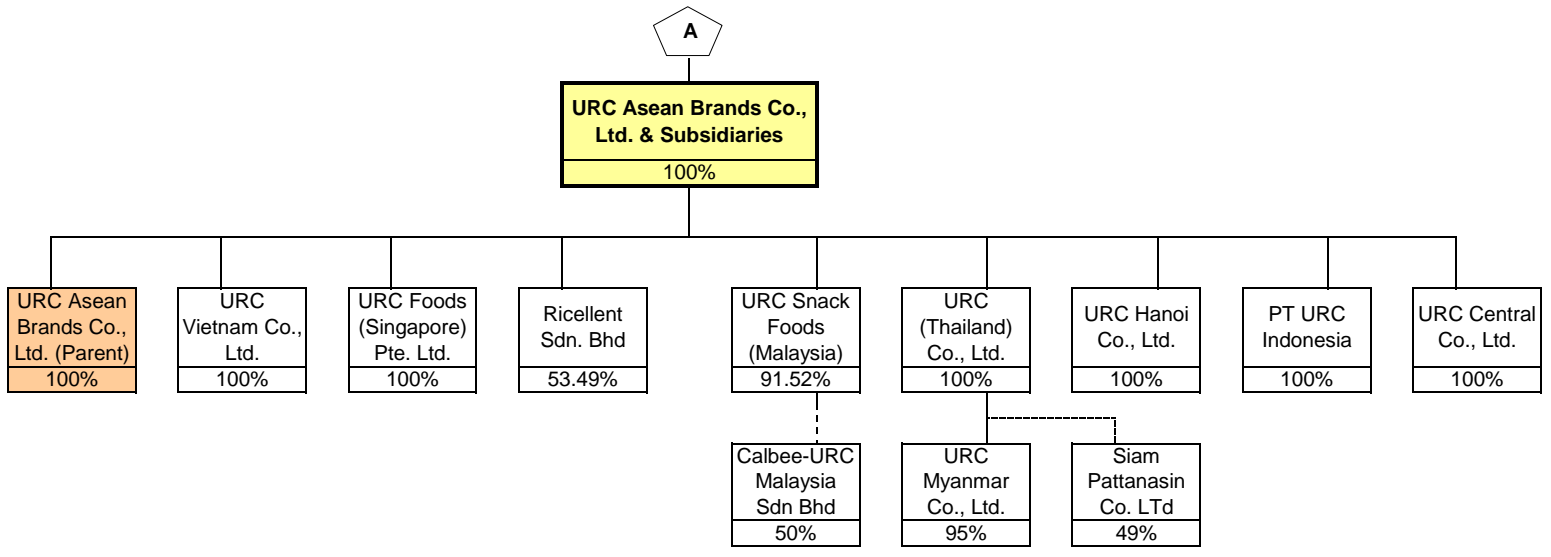 A
URC Asean Brands Co.,
Ltd. & Subsidiaries
100%
URC Asean
Brands Co.,
Ltd. (Parent)
100%
URC
Vietnam Co.,
Ltd.
100%
URC Foods
(Singapore)
Pte. Ltd.
100%
Ricellent
Sdn. Bhd
53.49%
URC Snack
Foods
(Malaysia)
91.52%
URC
(Thailand)
Co., Ltd.
100%
URC Hanoi
Co., Ltd.
100%
PT URC
Indonesia
100%
URC Central
Co., Ltd.
100%
Calbee-URC
Malaysia
Sdn Bhd
50%
URC
Myanmar
Co., Ltd.
95%
Siam
Pattanasin
Co. LTd
49%